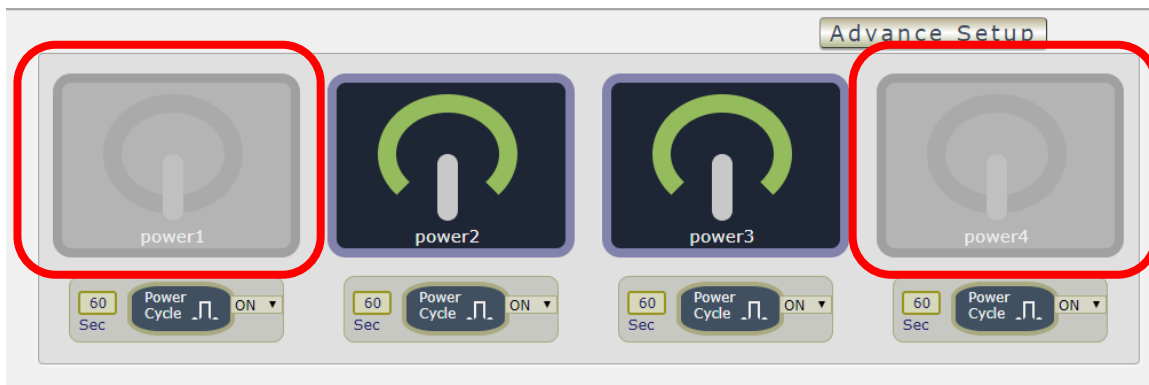 Advance Setup
power1
power2
power3
power4
60
Sec
Power
Cycle
ON
60
Sec
Power
Cycle
ON
60
Sec
Power
Cycle
ON
60
Sec
Power
Cycle
ON